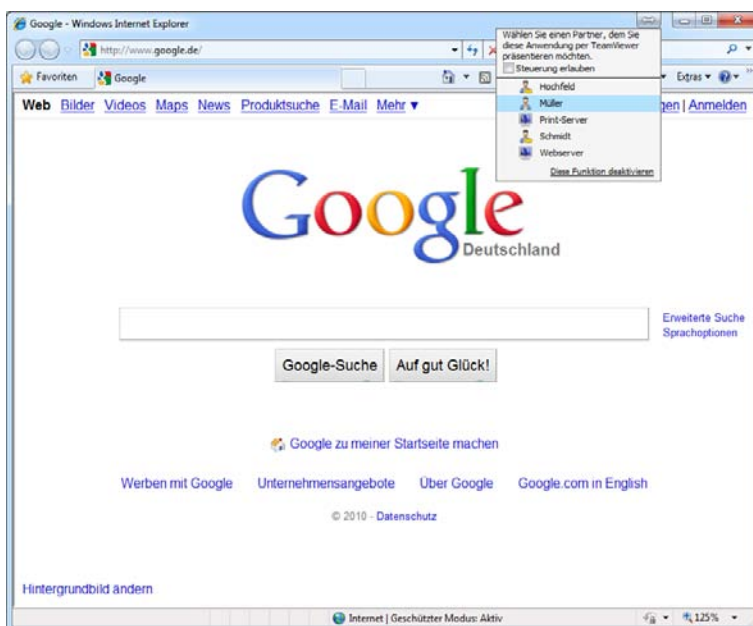 Google - Windows Internet Explorer
http://www.google.de/
Wählen Sie einen Partner, dem Sie
diese Anwendung per TeamViewer
präsentieren möchten.
Steuerung erlauben
Hochfeld
Müller
Print-Server
Schmidt
Webserver
Diese Funktion deaktivieren
Favoriten Google Extras
Web Bilder Videos Maps News Produktsuche E-Mail Mehr ▼ | Anmelden
Google
Deutschland
Erweiterte Suche
Sprachoptionen
Google-Suche Auf gut Glück!
Google zu meiner Startseite machen
Werben mit Google Unternehmensangebote Über Google Google.com in English
© 2010 - Datenschutz
Hintergrundbild ändern
Internet | Geschützter Modus: Aktiv 125%